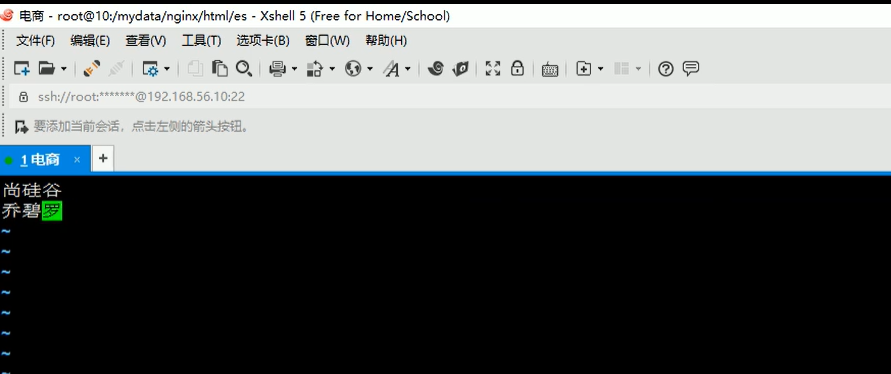 电商 - root@10:/mydata/nginx/html/es - Xshell 5 (Free for Home/School)
文件(F) 编辑(E) 查看(V) 工具(T) 选项卡(B) 窗口(W) 帮助(H)
ssh://root:*******@192.168.56.10:22
要添加当前会话，点击左侧的箭头按钮。
1 电商 × +
尚硅谷
乔碧罗
~
~
~
~
~
~
~
~